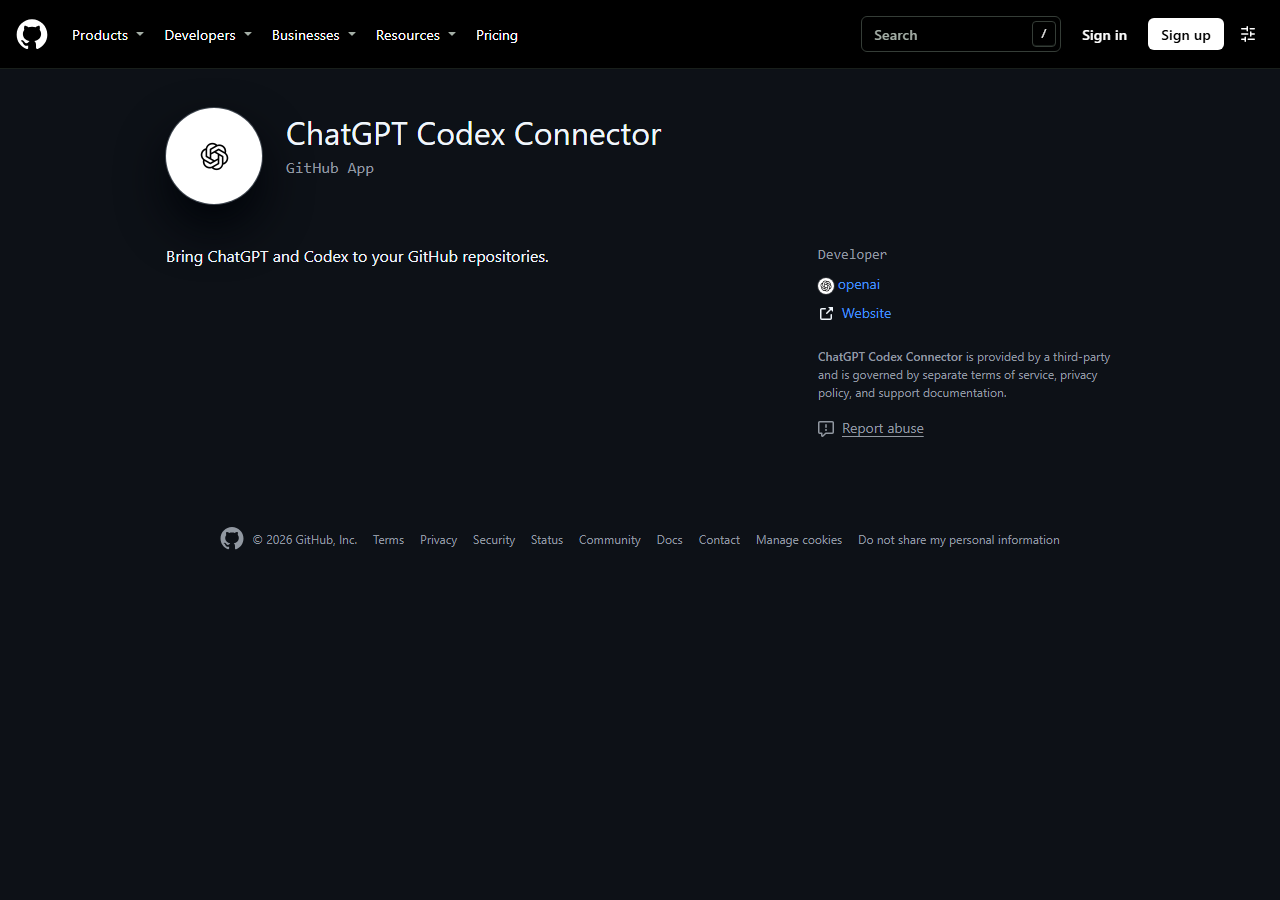 Products Developers Businesses Resources Pricing Search / Sign in Sign up
ChatGPT Codex Connector
GitHub App
Bring ChatGPT and Codex to your GitHub repositories.
Developer
openai
Website
ChatGPT Codex Connector is provided by a third-party
and is governed by separate terms of service, privacy
policy, and support documentation.
Report abuse
© 2026 GitHub, Inc. Terms Privacy Security Status Community Docs Contact Manage cookies Do not share my personal information